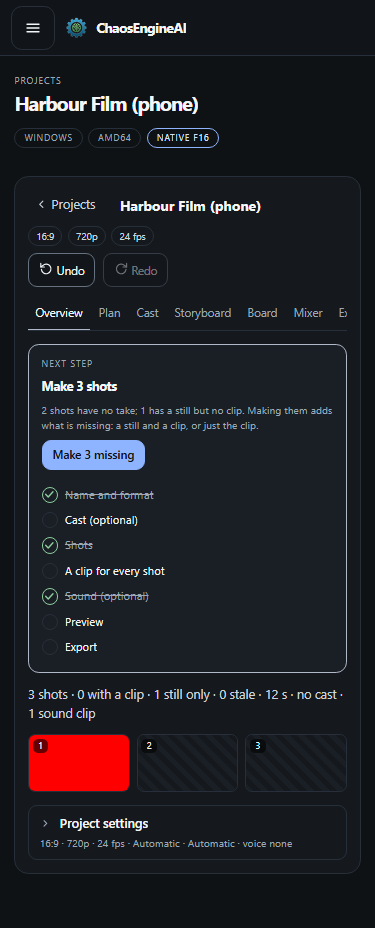 ChaosEngineAI
PROJECTS
Harbour Film (phone)
WINDOWS
AMD64
NATIVE F16
Projects
Harbour Film (phone)
16:9
720p
24 fps
Undo
Redo
Overview
Plan
Cast
Storyboard
Board
Mixer
Ex
NEXT STEP
Make 3 shots
2 shots have no take; 1 has a still but no clip. Making them adds
what is missing: a still and a clip, or just the clip.
Make 3 missing
Name and format
Cast (optional)
Shots
A clip for every shot
Sound (optional)
Preview
Export
3 shots · 0 with a clip · 1 still only · 0 stale · 12 s · no cast ·
1 sound clip
1
2
3
Project settings
16:9 · 720p · 24 fps · Automatic · Automatic · voice none